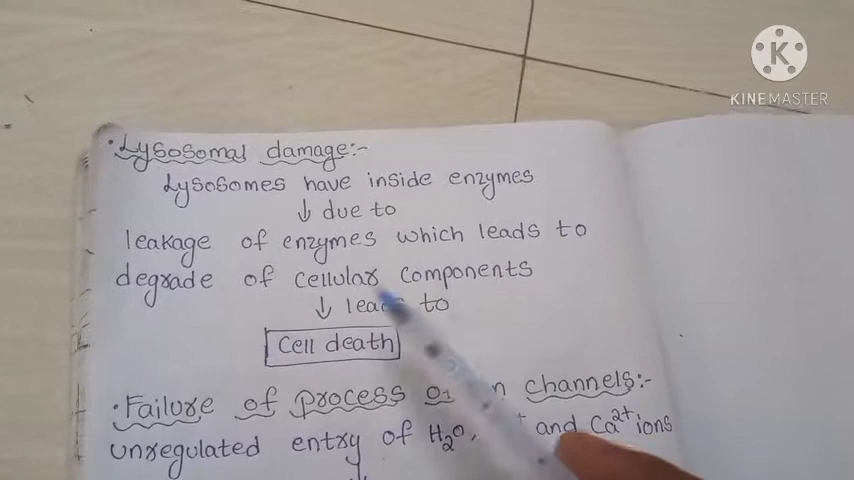 KINEMASTER
• Lysosomal damage:-
Lysosomes have inside enzymes
↓ due to
leakage of enzymes which leads to
degrade of cellular components
↓ leads to
Cell death
• Failure of process channels:-
unregulated entry of H₂O, and Ca²⁺ ions